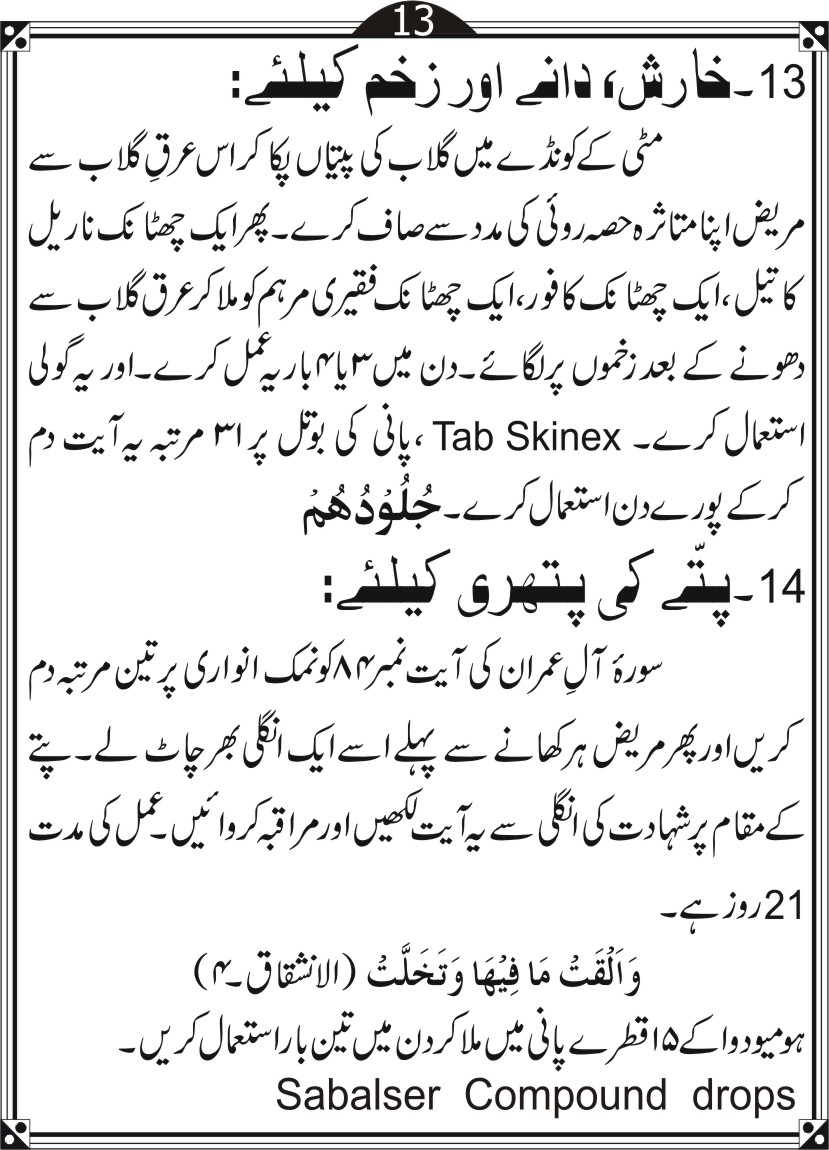 13
13۔خارش، دانے اور زخم کیلئے:
مٹی کے کونڈے میں گلاب کی پتیاں پکا کر اس عرقِ گلاب سے
مریض اپنا متاثرہ حصہ روئی کی مدد سے صاف کرے۔ پھر ایک چھٹانک ناریل
کا تیل، ایک چھٹانک کافور، ایک چھٹانک فقیری مرہم کو ملا کر عرق گلاب سے
دھونے کے بعد زخموں پر لگائے۔ دن میں ۳ یا ۴ بار یہ عمل کرے۔ اور یہ گولی
استعمال کرے۔ Tab Skinex ، پانی کی بوتل پر ۳۱ مرتبہ یہ آیت دم
کر کے پورے دن استعمال کرے۔ جُلُوْدُهُمْ
14۔پتّے کی پتھری کیلئے:
سورۂ آلِ عمران کی آیت نمبر ۸۴ کو نمک انواری پر تین مرتبہ دم
کریں اور پھر مریض ہر کھانے سے پہلے اسے ایک انگلی بھر چاٹ لے۔ پتے
کے مقام پر شہادت کی انگلی سے یہ آیت لکھیں اور مراقبہ کروائیں۔ عمل کی مدت
21 روز ہے۔
وَاَلْقَتْ مَا فِيْهَا وَتَخَلَّتْ (الانشقاق۔۴)
ہومیو دوا کے ۱۵ قطرے پانی میں ملا کر دن میں تین بار استعمال کریں۔
Sabalser Compound drops